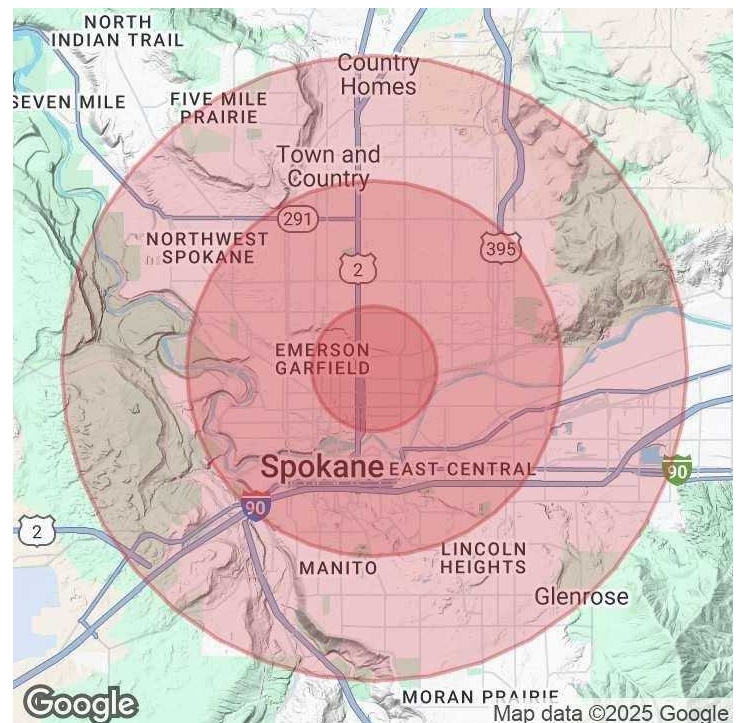 NORTH
INDIAN TRAIL
Country
Homes
SEVEN MILE
FIVE MILE
PRAIRIE
Town and
Country
291
NORTHWEST
SPOKANE
395
2
EMERSON
GARFIELD
Spokane
EAST CENTRAL
90
90
2
LINCOLN
HEIGHTS
MANITO
Glenrose
MORAN PRAIRIE
Google
Map data ©2025 Google